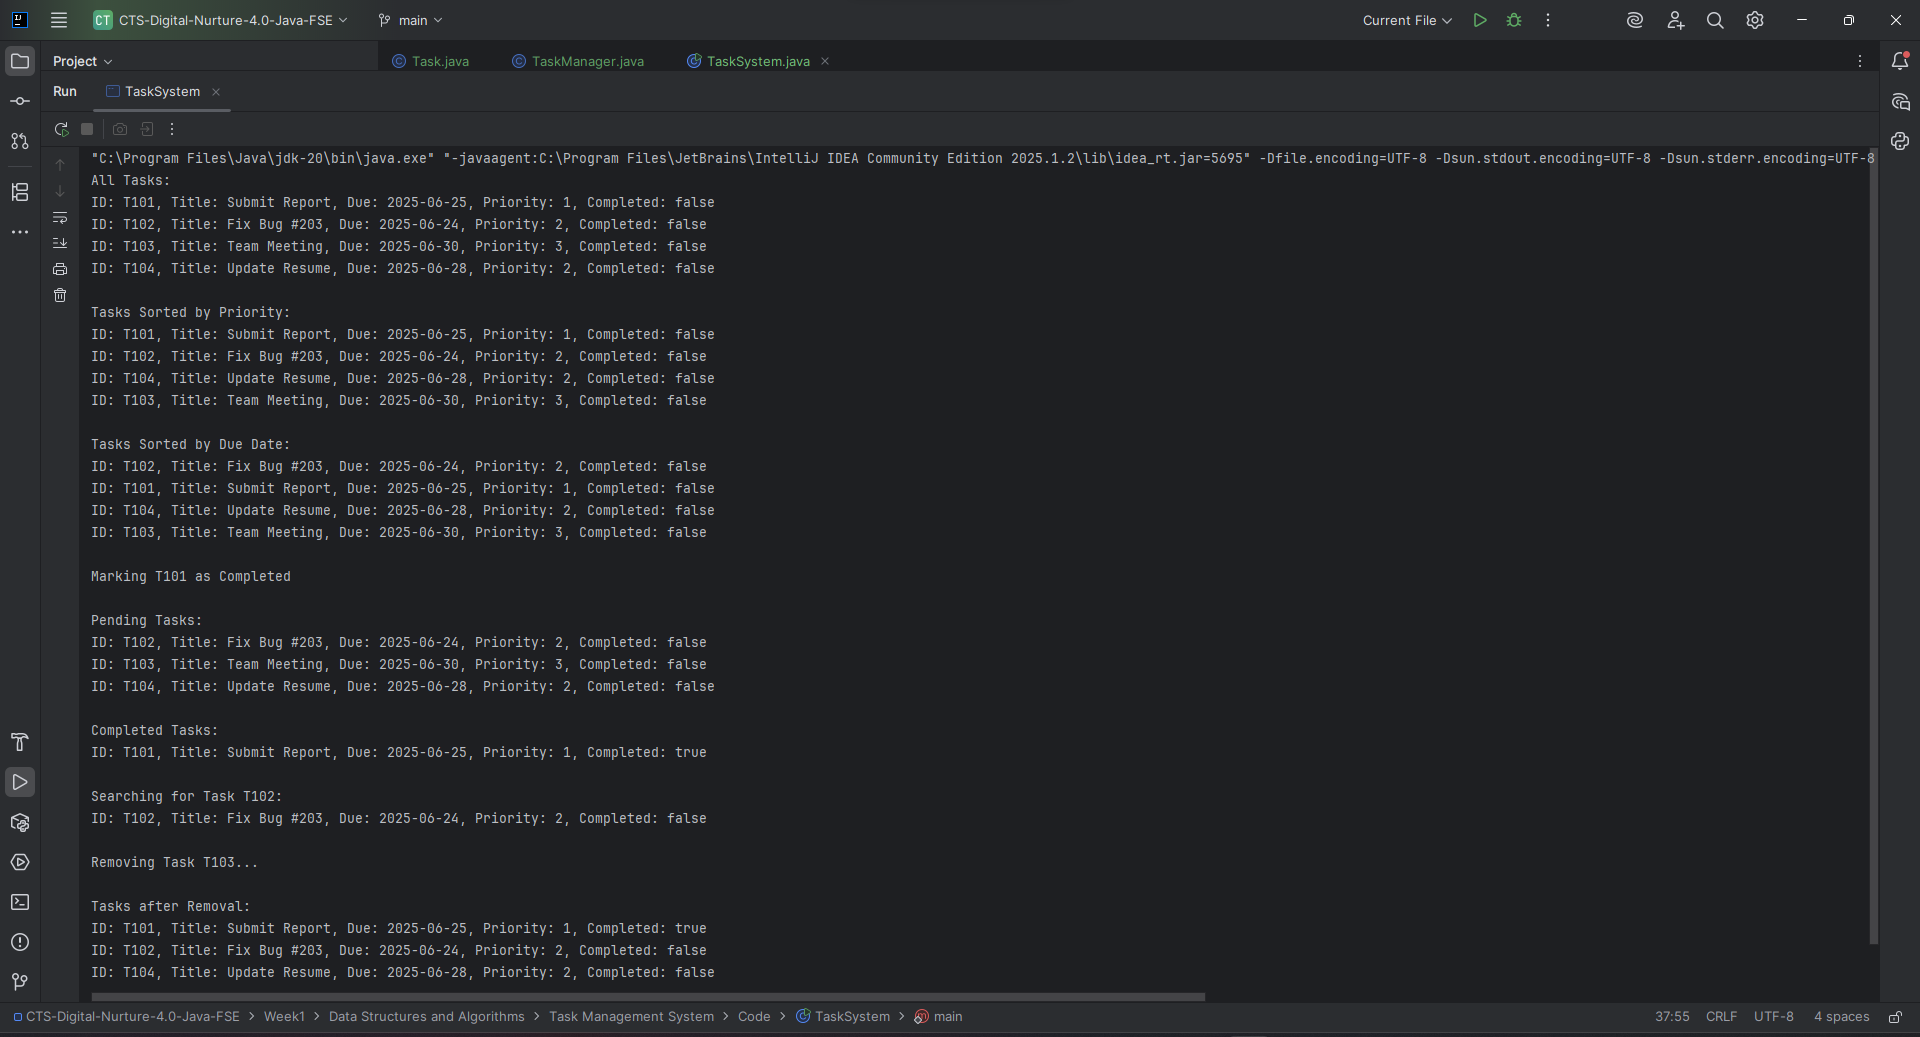 CT CTS-Digital-Nurture-4.0-Java-FSE main Current File
Project Task.java TaskManager.java TaskSystem.java
Run TaskSystem
"C:\Program Files\Java\jdk-20\bin\java.exe" "-javaagent:C:\Program Files\JetBrains\IntelliJ IDEA Community Edition 2025.1.2\lib\idea_rt.jar=5695" -Dfile.encoding=UTF-8 -Dsun.stdout.encoding=UTF-8 -Dsun.stderr.encoding=UTF-8
All Tasks:
ID: T101, Title: Submit Report, Due: 2025-06-25, Priority: 1, Completed: false
ID: T102, Title: Fix Bug #203, Due: 2025-06-24, Priority: 2, Completed: false
ID: T103, Title: Team Meeting, Due: 2025-06-30, Priority: 3, Completed: false
ID: T104, Title: Update Resume, Due: 2025-06-28, Priority: 2, Completed: false
Tasks Sorted by Priority:
ID: T101, Title: Submit Report, Due: 2025-06-25, Priority: 1, Completed: false
ID: T102, Title: Fix Bug #203, Due: 2025-06-24, Priority: 2, Completed: false
ID: T104, Title: Update Resume, Due: 2025-06-28, Priority: 2, Completed: false
ID: T103, Title: Team Meeting, Due: 2025-06-30, Priority: 3, Completed: false
Tasks Sorted by Due Date:
ID: T102, Title: Fix Bug #203, Due: 2025-06-24, Priority: 2, Completed: false
ID: T101, Title: Submit Report, Due: 2025-06-25, Priority: 1, Completed: false
ID: T104, Title: Update Resume, Due: 2025-06-28, Priority: 2, Completed: false
ID: T103, Title: Team Meeting, Due: 2025-06-30, Priority: 3, Completed: false
Marking T101 as Completed
Pending Tasks:
ID: T102, Title: Fix Bug #203, Due: 2025-06-24, Priority: 2, Completed: false
ID: T103, Title: Team Meeting, Due: 2025-06-30, Priority: 3, Completed: false
ID: T104, Title: Update Resume, Due: 2025-06-28, Priority: 2, Completed: false
Completed Tasks:
ID: T101, Title: Submit Report, Due: 2025-06-25, Priority: 1, Completed: true
Searching for Task T102:
ID: T102, Title: Fix Bug #203, Due: 2025-06-24, Priority: 2, Completed: false
Removing Task T103...
Tasks after Removal:
ID: T101, Title: Submit Report, Due: 2025-06-25, Priority: 1, Completed: true
ID: T102, Title: Fix Bug #203, Due: 2025-06-24, Priority: 2, Completed: false
ID: T104, Title: Update Resume, Due: 2025-06-28, Priority: 2, Completed: false
CTS-Digital-Nurture-4.0-Java-FSE > Week1 > Data Structures and Algorithms > Task Management System > Code > TaskSystem > main 37:55 CRLF UTF-8 4 spaces